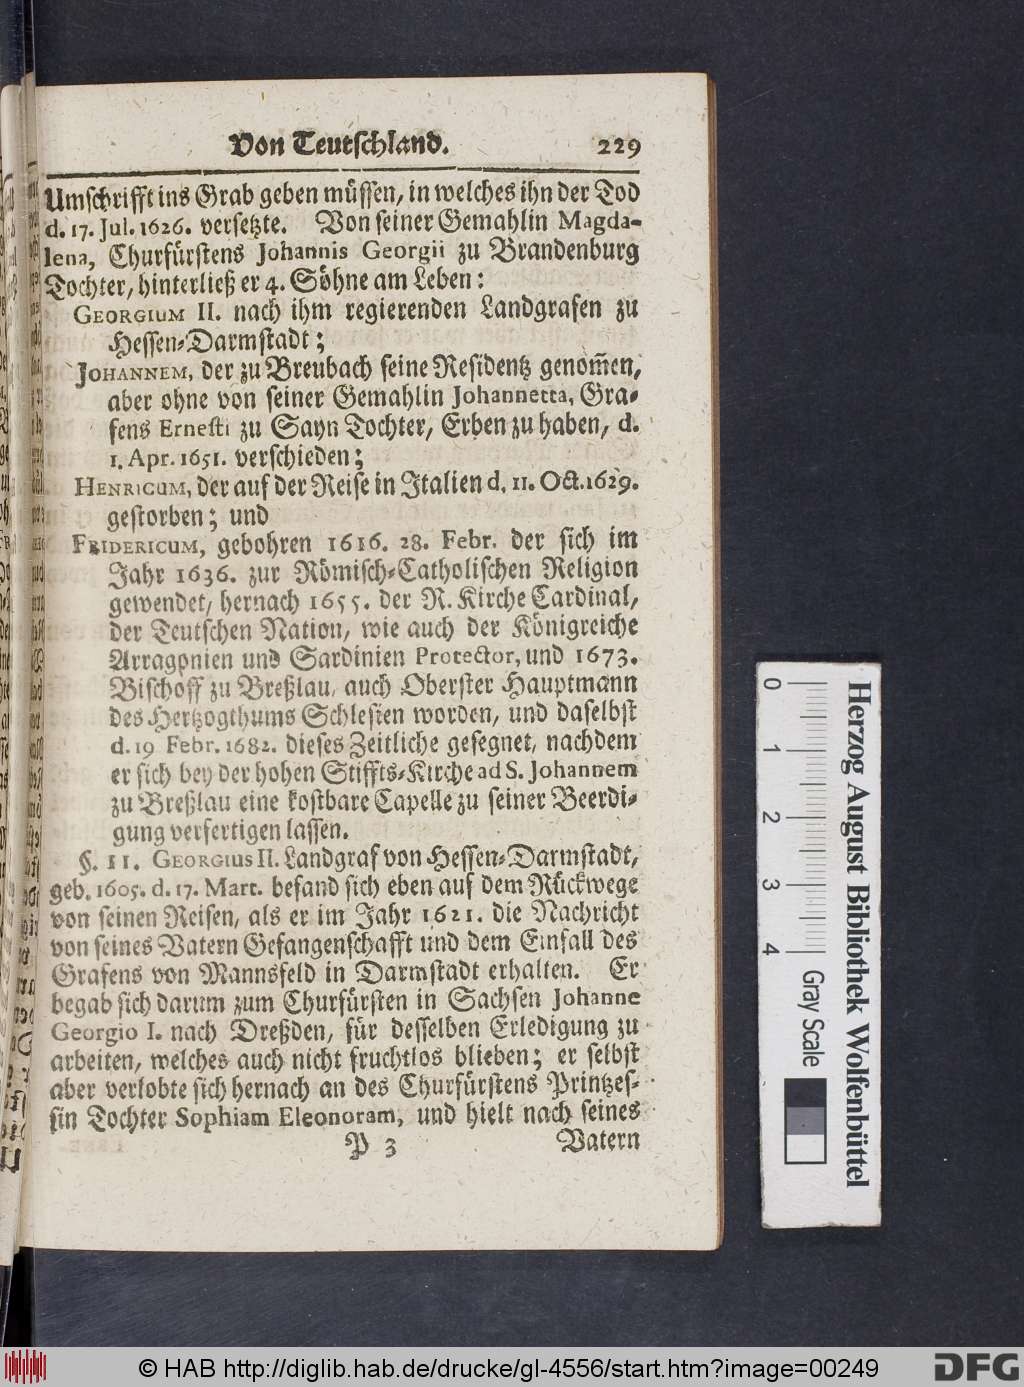 Von Teutschland. 229
Umschrifft ins Grab geben müssen, in welches ihn der Tod
d. 17. Jul. 1626. versetzte. Von seiner Gemahlin Magda-
lena, Churfürstens Johannis Georgii zu Brandenburg
Tochter, hinterließ er 4. Söhne am Leben:
GEORGIUM II. nach ihm regierenden Landgrafen zu
Hessen-Darmstadt;
JOHANNEM, der zu Breubach seine Residentz genom̃en,
aber ohne von seiner Gemahlin Johannetta, Gra-
fens Ernesti zu Sayn Tochter, Erben zu haben, d.
1. Apr. 1651. verschieden;
HENRICUM, der auf der Reise in Italien d. 11. Oct. 1629.
gestorben; und
FRIDERICUM, gebohren 1616. 28. Febr. der sich im
Jahr 1636. zur Römisch-Catholischen Religion
gewendet, hernach 1655. der R. Kirche Cardinal,
der Teutschen Nation, wie auch der Königreiche
Arragonien und Sardinien Protector, und 1673.
Bischoff zu Breßlau, auch Oberster Hauptmann
des Hertzogthums Schlesien worden, und daselbst
d. 19 Febr. 1682. dieses Zeitliche gesegnet, nachdem
er sich bey der hohen Stiffts-Kirche ad S. Johannem
zu Breßlau eine kostbare Capelle zu seiner Beerdi-
gung verfertigen lassen.
§. 11. GEORGIUS II. Landgraf von Hessen-Darmstadt,
geb. 1605. d. 17. Mart. befand sich eben auf dem Rückwege
von seinen Reisen, als er im Jahr 1621. die Nachricht
von seines Vatern Gefangenschafft und dem Einfall des
Grafens von Mannsfeld in Darmstadt erhalten. Er
begab sich darum zum Churfürsten in Sachsen Johanne
Georgio I. nach Dreßden, für desselben Erledigung zu
arbeiten, welches auch nicht fruchtlos blieben; er selbst
aber verlobte sich hernach an des Churfürstens Printzes-
sin Tochter Sophiam Eleonoram, und hielt nach seines
P 3 Vatern
0 1 2 3 4
Herzog August Bibliothek Wolfenbüttel
Gray Scale
© HAB http://diglib.hab.de/drucke/gl-4556/start.htm?image=00249
DFG